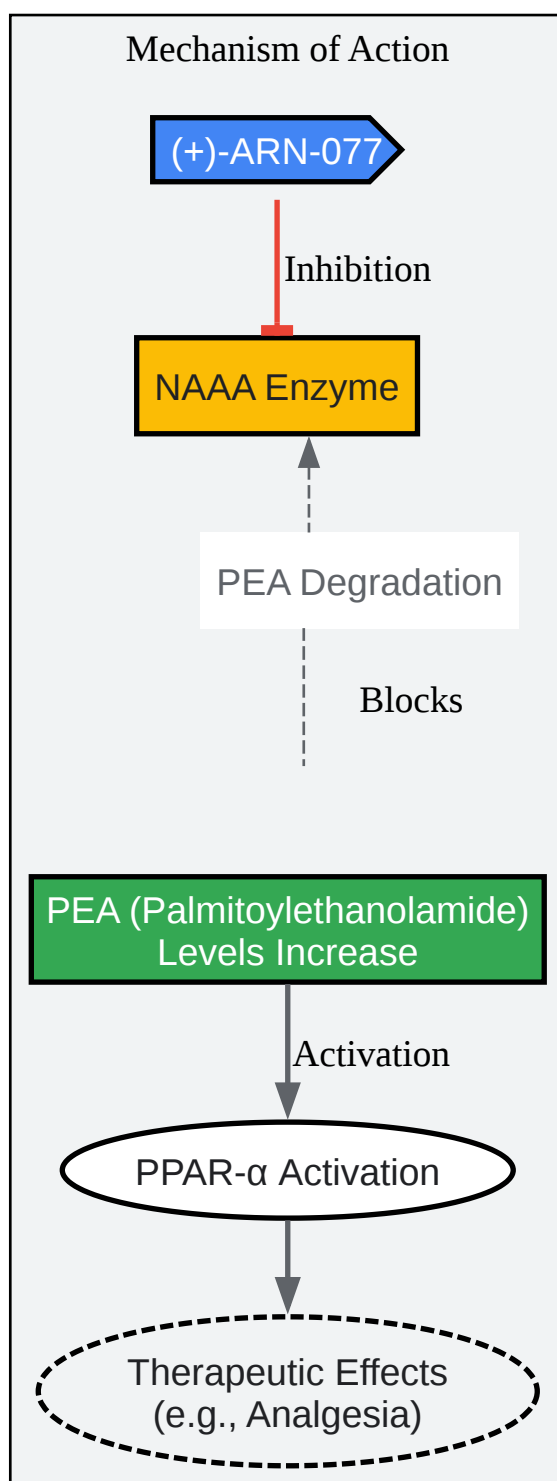 Mechanism of Action
(+)-ARN-077
Inhibition
NAAA Enzyme
PEA Degradation
Blocks
PEA (Palmitoylethanolamide)
Levels Increase
Activation
PPAR-α Activation
Therapeutic Effects
(e.g., Analgesia)